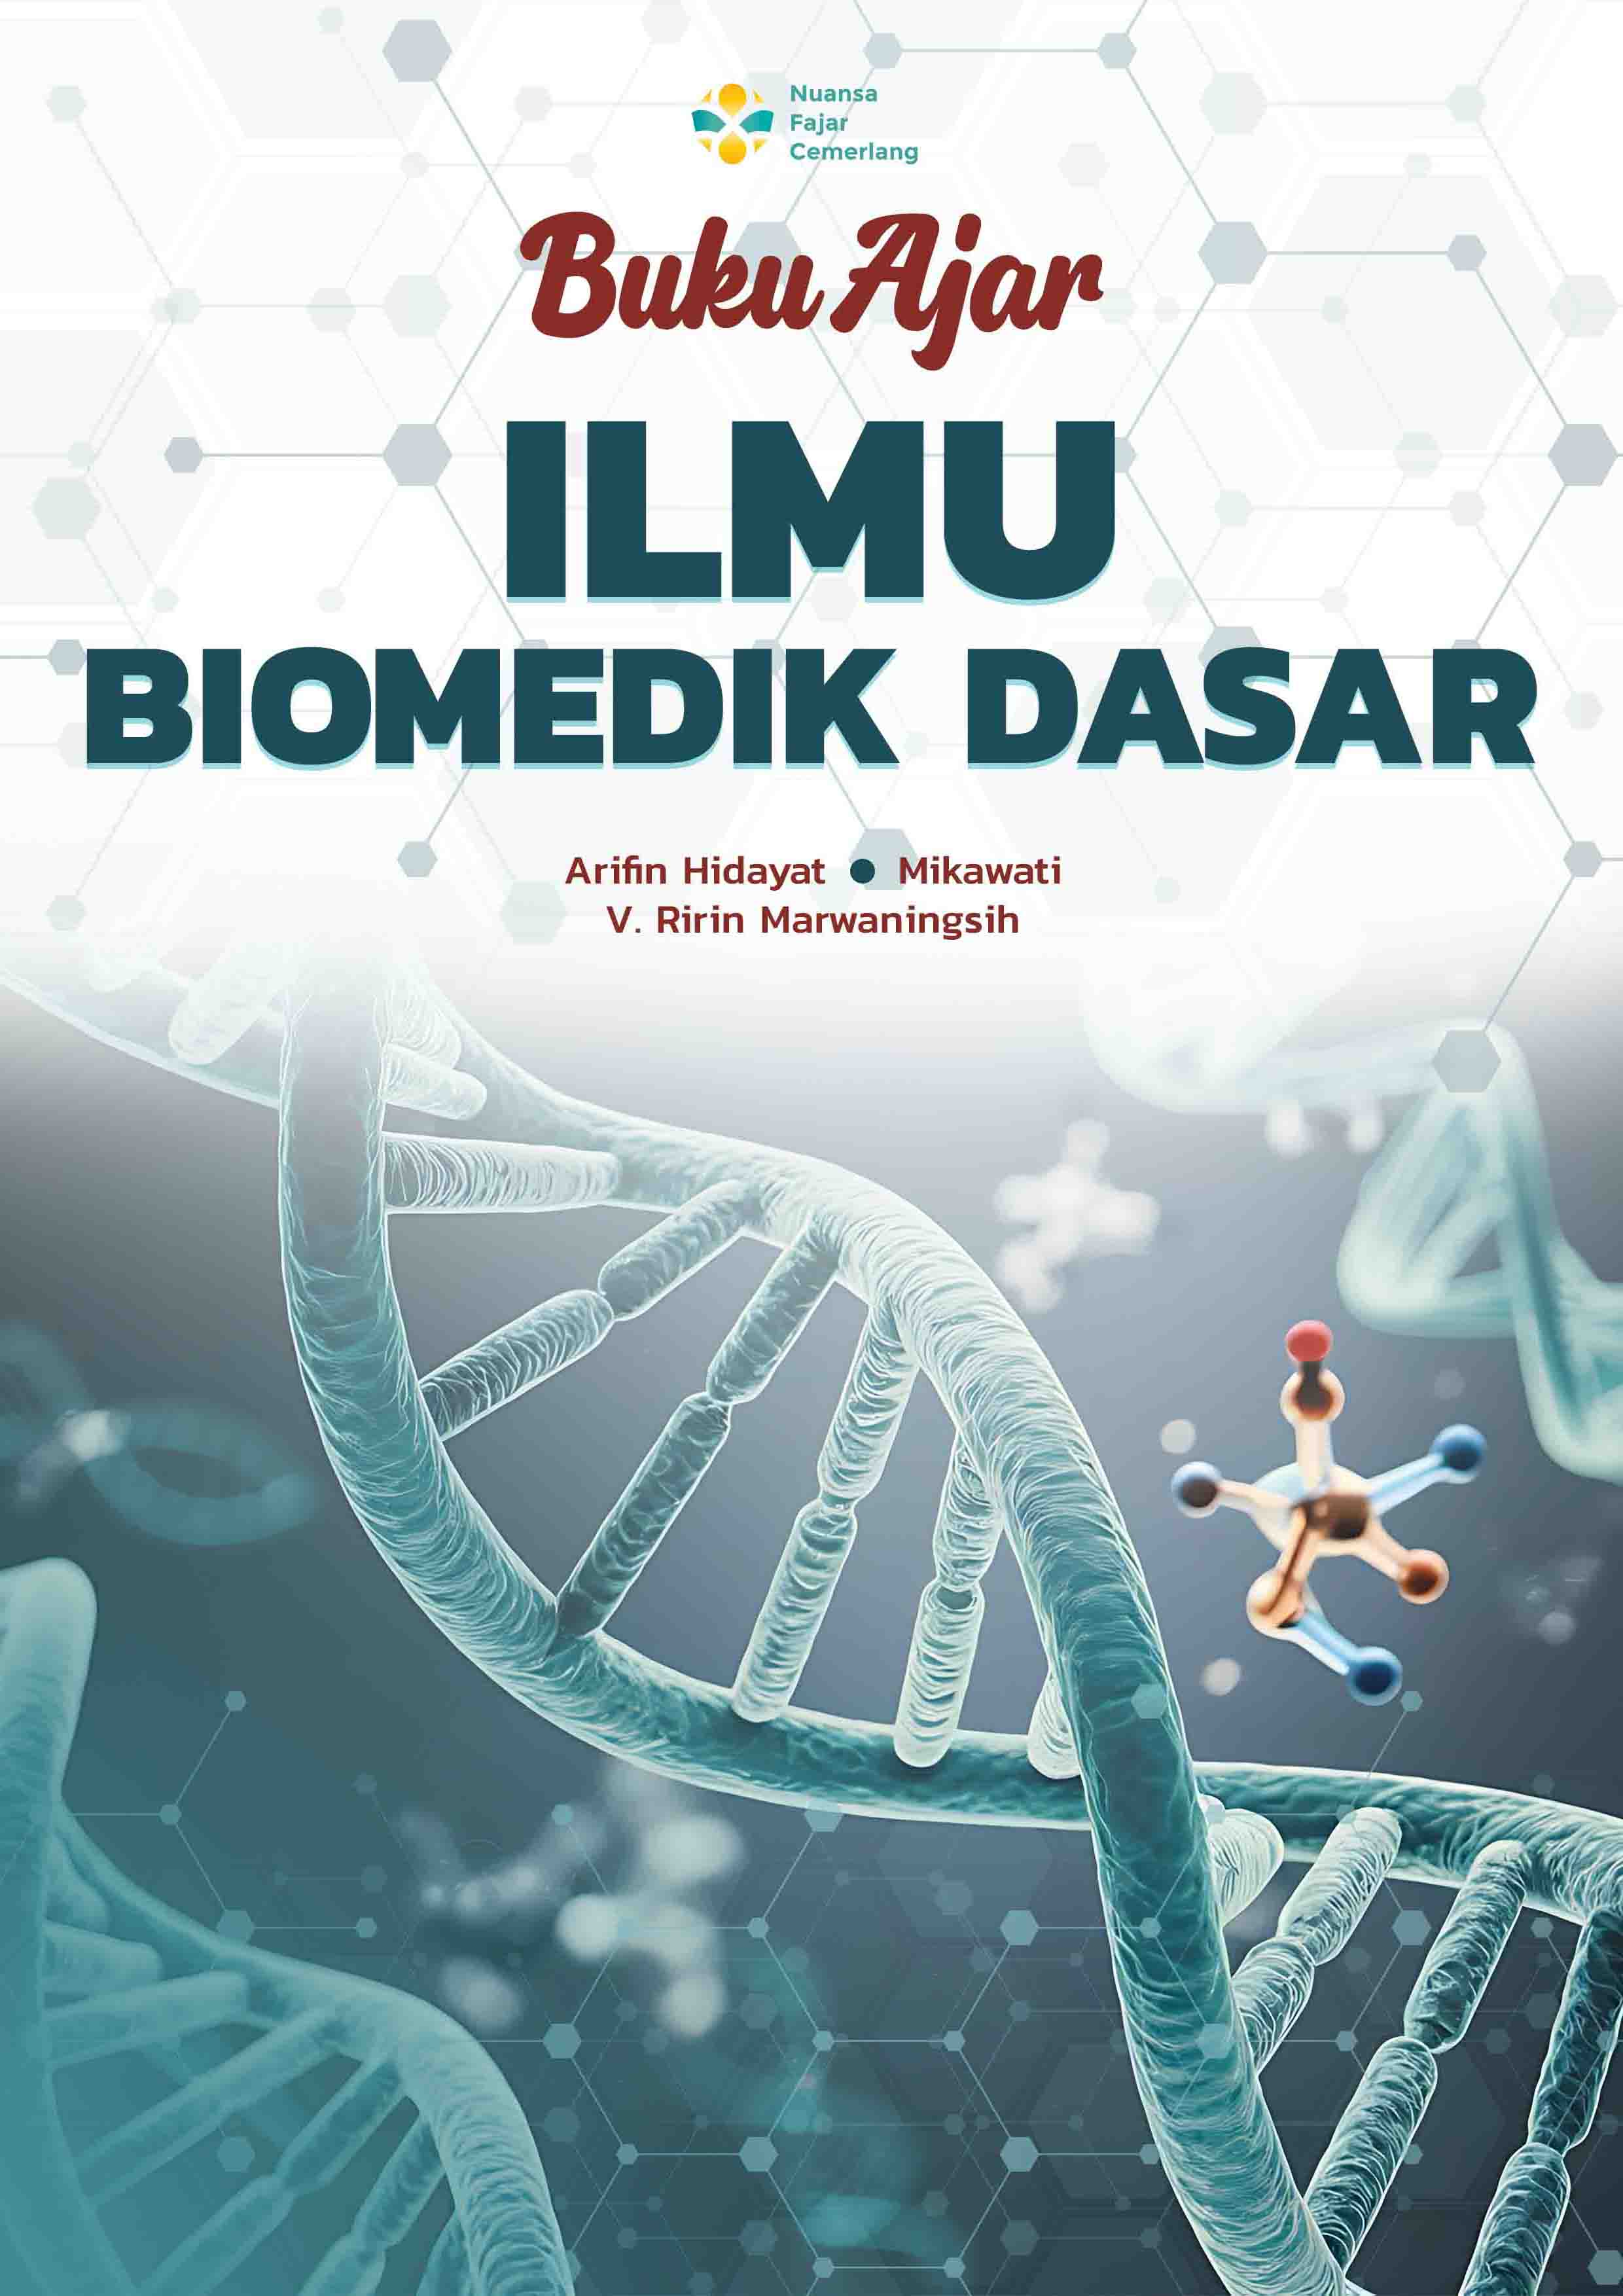 Nuansa
Fajar
Cemerlang
Buku Ajar
ILMU
BIOMEDIK DASAR
Arifin Hidayat ● Mikawati
V. Ririn Marwaningsih